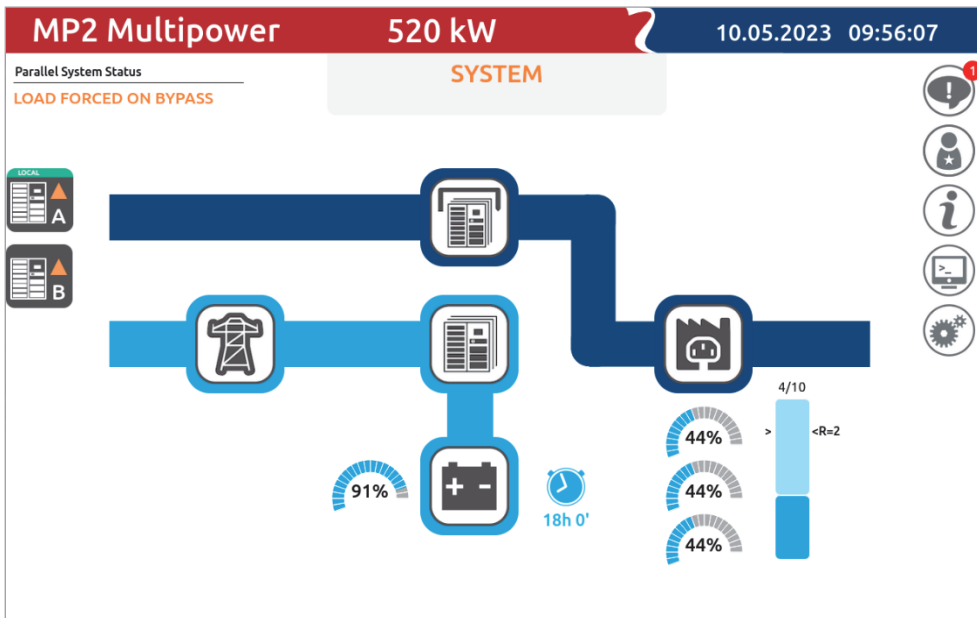 MP2 Multipower 520 kW 10.05.2023 09:56:07
Parallel System Status
LOAD FORCED ON BYPASS
SYSTEM
1
LOCAL
A
B
>_
i
4/10
44%
> <R=2
91%
44%
18h 0'
44%